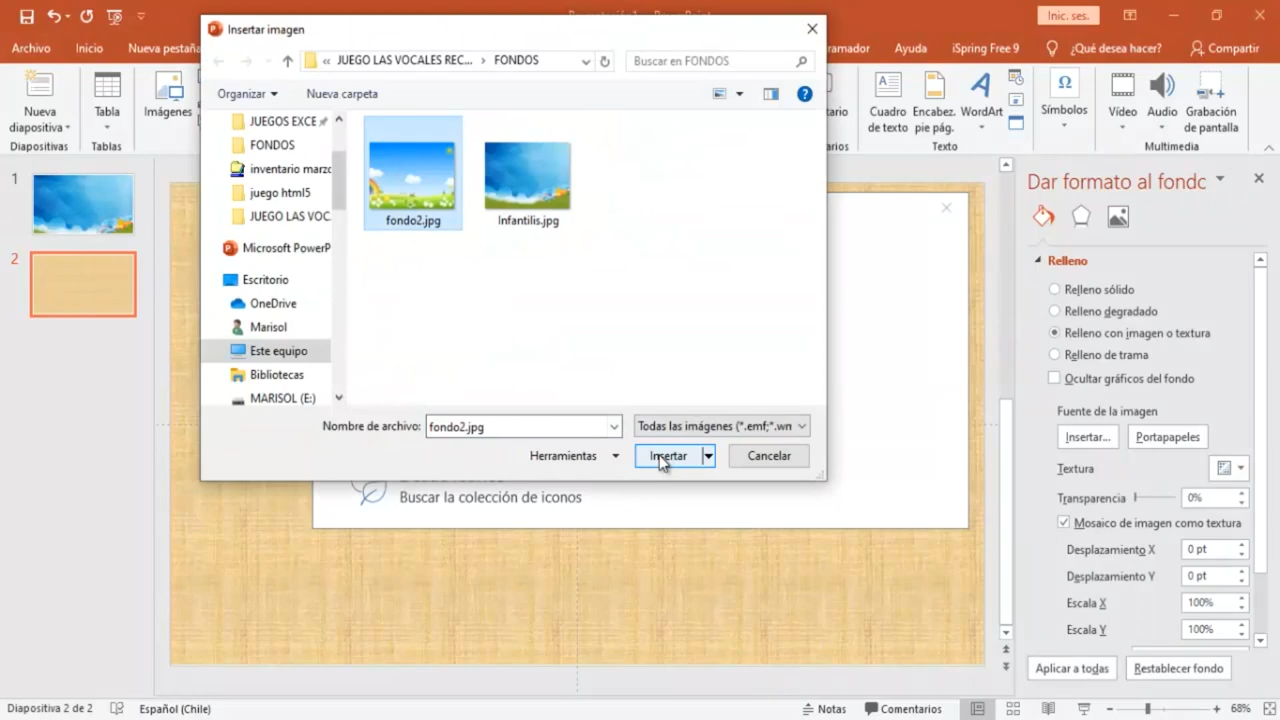 Insertar imagen
Inic. ses.
Archivo
Inicio
Nueva pestaña
Ayuda
iSpring Free 9
¿Qué desea hacer?
Compartir
« JUEGO LAS VOCALES REC... > FONDOS
Buscar en FONDOS
Organizar
Nueva carpeta
Nueva
diapositiva
Diapositivas
Tabla
Tablas
Imágenes
Cuadro
de texto
Encabez.
pie pág.
WordArt
Texto
Símbolos
Vídeo
Audio
Grabación
de pantalla
Multimedia
JUEGOS EXCE
FONDOS
inventario marzo
juego html5
JUEGO LAS VOC.
Microsoft PowerP
Escritorio
OneDrive
Marisol
Este equipo
Bibliotecas
MARISOL (E:)
fondo2.jpg
Infantilis.jpg
Nombre de archivo:
fondo2.jpg
Todas las imágenes (*.emf;*.wn
Herramientas
Insertar
Cancelar
Buscar la colección de iconos
1
2
Dar formato al fondc
Relleno
Relleno sólido
Relleno degradado
Relleno con imagen o textura
Relleno de trama
Ocultar gráficos del fondo
Fuente de la imagen
Insertar...
Portapapeles
Textura
Transparencia
0%
Mosaico de imagen como textura
Desplazamiento X
0 pt
Desplazamiento Y
0 pt
Escala X
100%
Escala Y
100%
Aplicar a todas
Restablecer fondo
Diapositiva 2 de 2
Español (Chile)
Notas
Comentarios
68%